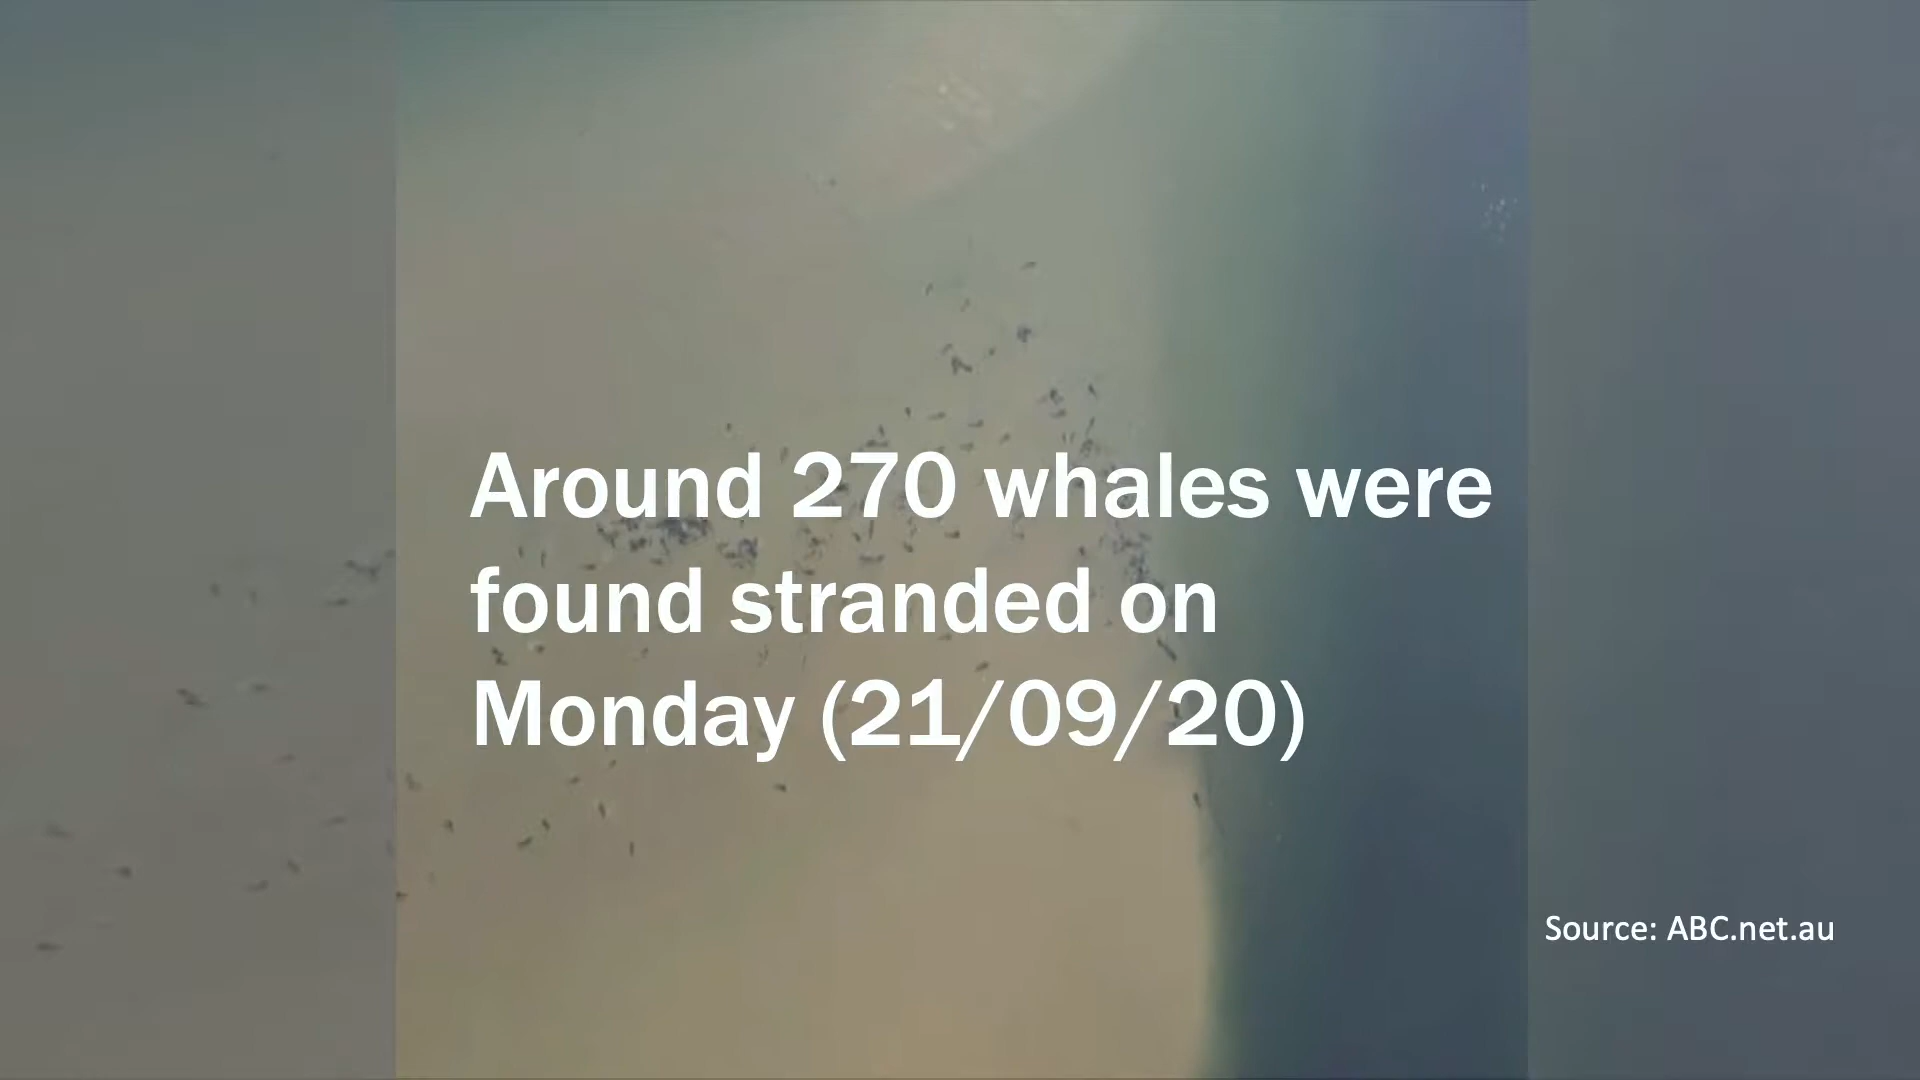 Around 270 whales were
found stranded on
Monday (21/09/20)
Source: ABC.net.au